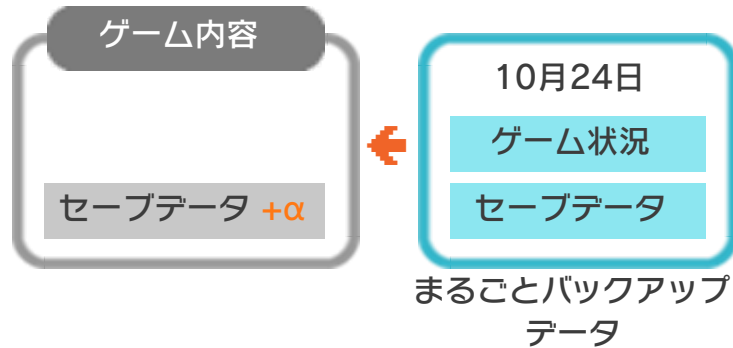 ゲーム内容
セーブデータ +α
10月24日
ゲーム状況
セーブデータ
まるごとバックアップ
データ